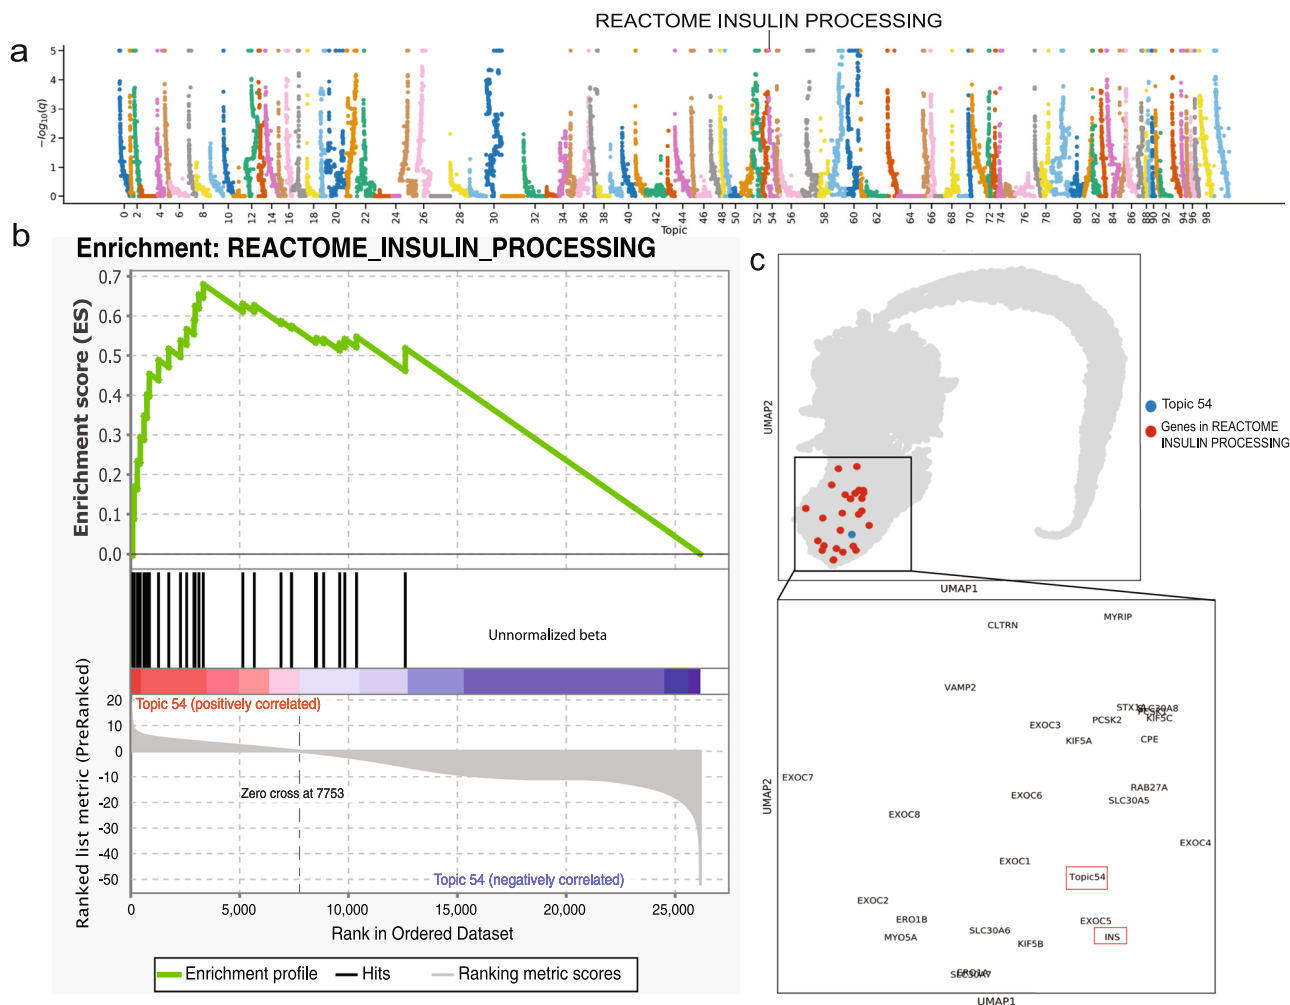 REACTOME INSULIN PROCESSING
a
−log10(q)
5
4
3
2
1
0
0 2 4 6 8 10 12 14 16 18 20 22 24 26 28 30 32 34 36 38 40 42 44 46 48 50 52 54 56 58 60 62 64 66 68 70 72 74 76 78 80 82 84 86 88 90 92 94 96 98
Topic
b
Enrichment: REACTOME_INSULIN_PROCESSING
Enrichment score (ES)
0.7
0.6
0.5
0.4
0.3
0.2
0.1
0.0
Unnormalized beta
Ranked list metric (PreRanked)
20
10
0
-10
-20
-30
-40
-50
Topic 54 (positively correlated)
Zero cross at 7753
Topic 54 (negatively correlated)
0 5,000 10,000 15,000 20,000 25,000
Rank in Ordered Dataset
Enrichment profile Hits Ranking metric scores
c
UMAP2
UMAP1
Topic 54
Genes in REACTOME
INSULIN PROCESSING
UMAP2
MYRIP
CLTRN
VAMP2
STX1A SLC30A8
PCSK1
PCSK2 KIF5C
EXOC3
KIF5A CPE
EXOC7
RAB27A
EXOC6 SLC30A5
EXOC8
EXOC4
EXOC1
Topic54
EXOC2
ERO1B EXOC5
MYO5A SLC30A6 INS
KIF5B
SLC30A7
UMAP1